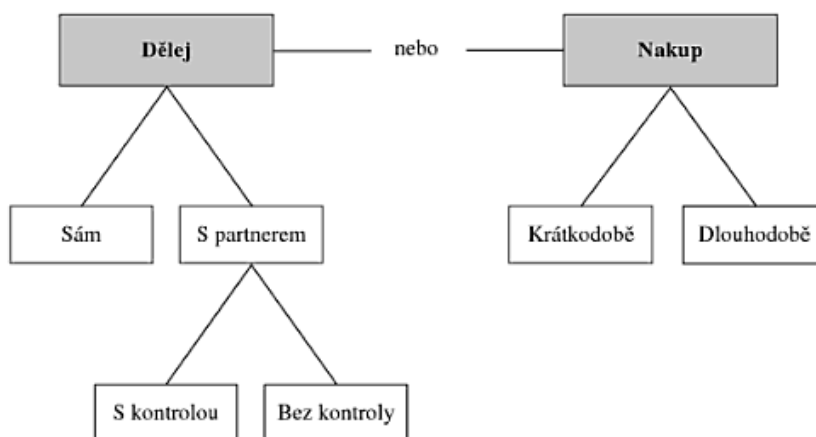 Dělej
nebo
Nakup
Sám
S partnerem
Krátkodobě
Dlouhodobě
S kontrolou
Bez kontroly